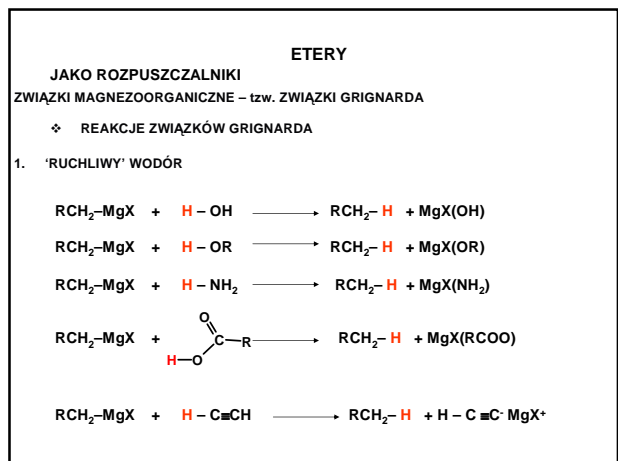 ETERY
JAKO ROZPUSZCZALNIKI
ZWIĄZKI MAGNEZOORGANICZNE – tzw. ZWIĄZKI GRIGNARDA
❖ REAKCJE ZWIĄZKÓW GRIGNARDA
1. ‘RUCHLIWY’ WODÓR
RCH₂–MgX + H – OH ⟶ RCH₂– H + MgX(OH)
RCH₂–MgX + H – OR ⟶ RCH₂– H + MgX(OR)
RCH₂–MgX + H – NH₂ ⟶ RCH₂– H + MgX(NH₂)
O
RCH₂–MgX + C–R ⟶ RCH₂– H + MgX(RCOO)
H–O
RCH₂–MgX + H – C≡CH ⟶ RCH₂– H + H – C ≡C⁻ MgX⁺